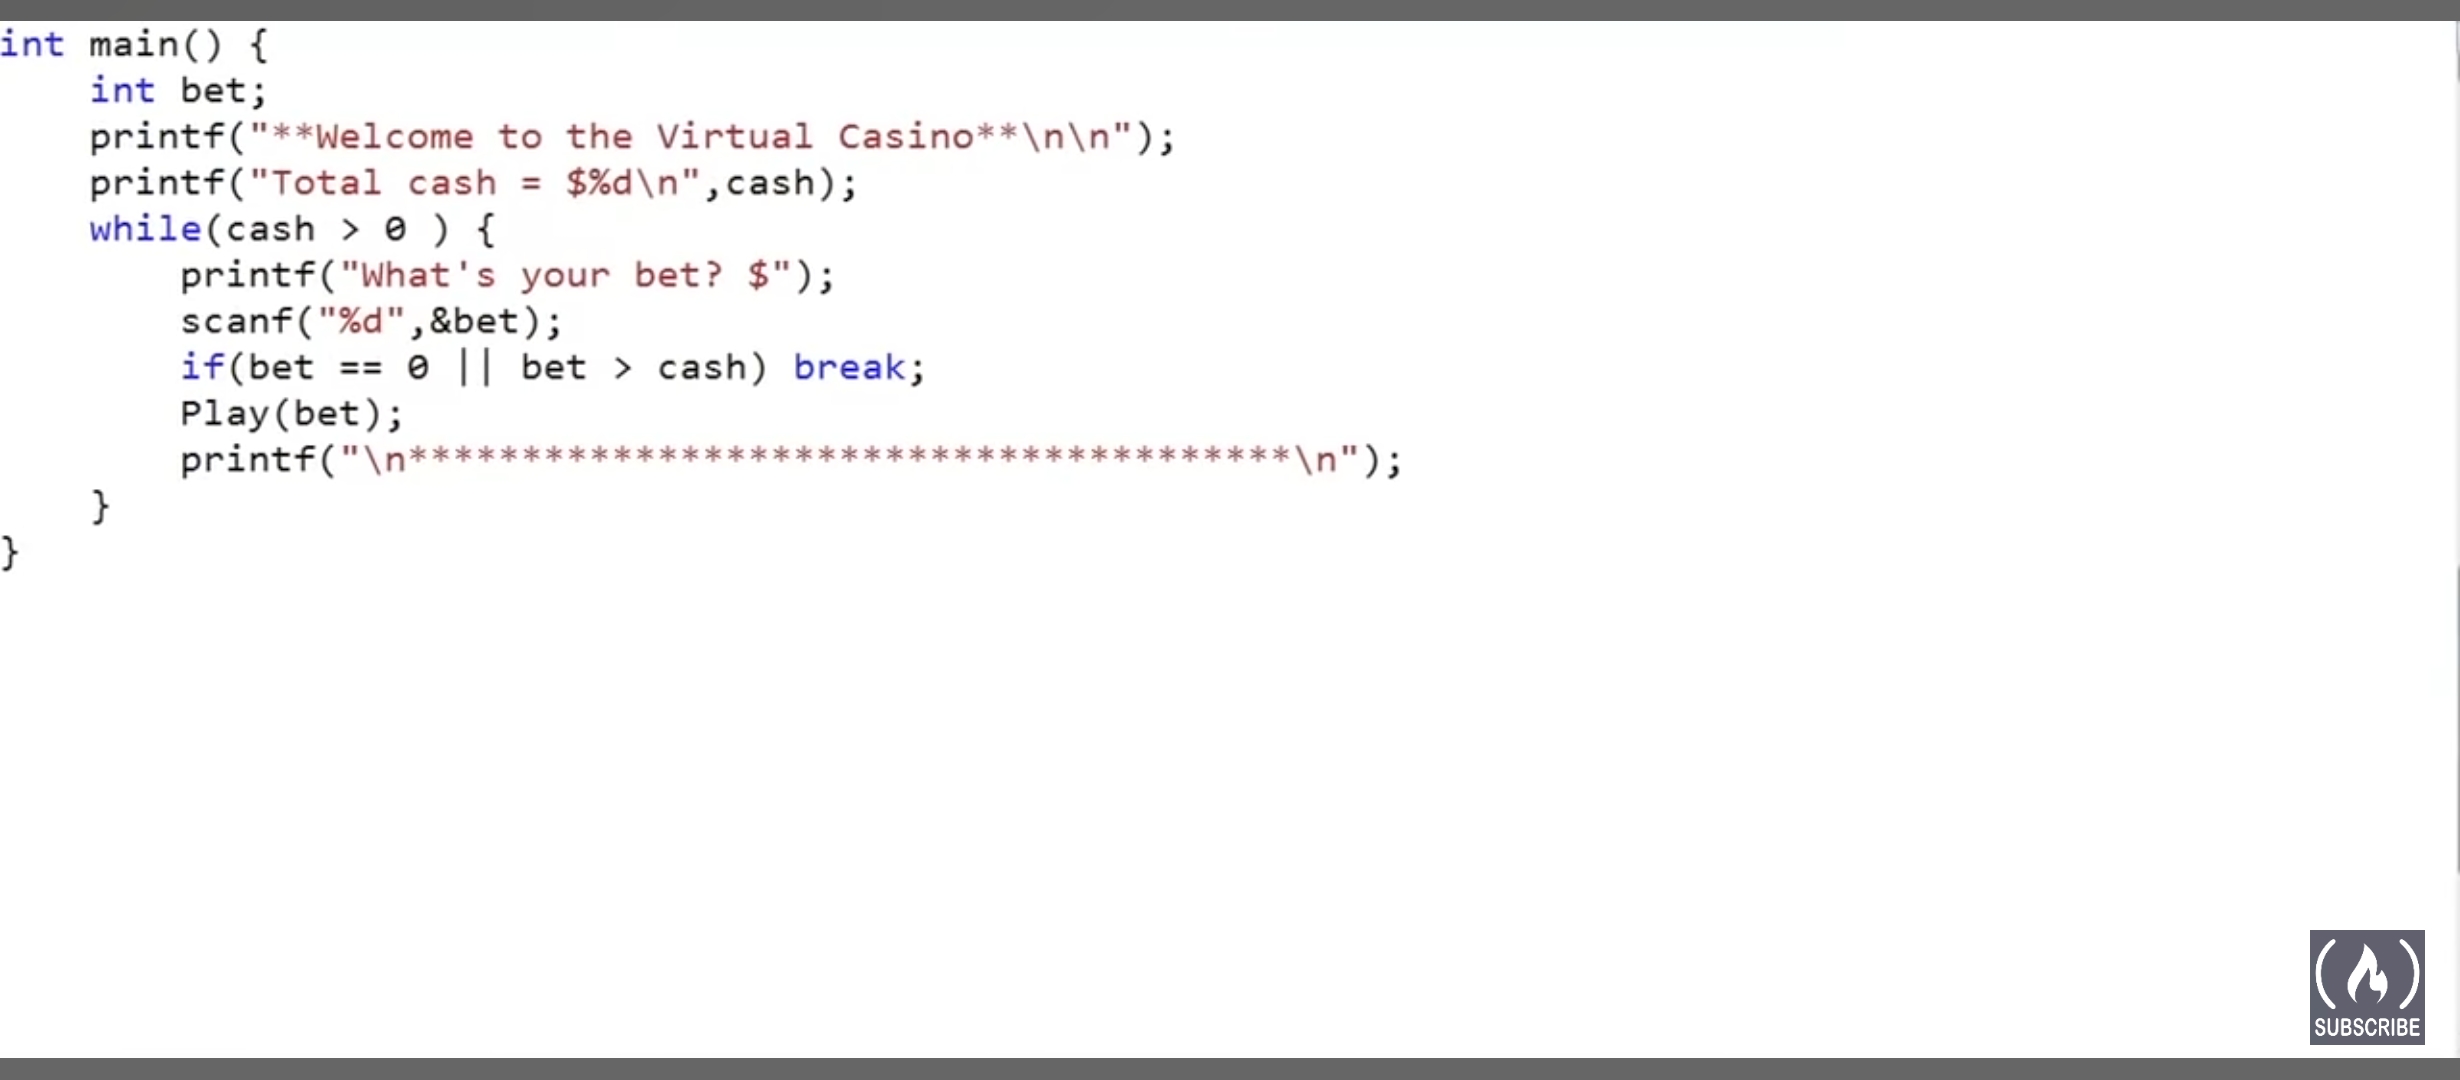 int main() {
    int bet;
    printf("**Welcome to the Virtual Casino**\n\n");
    printf("Total cash = $%d\n",cash);
    while(cash > 0 ) {
        printf("What's your bet? $");
        scanf("%d",&bet);
        if(bet == 0 || bet > cash) break;
        Play(bet);
        printf("\n***************************************\n");
    }
}
SUBSCRIBE